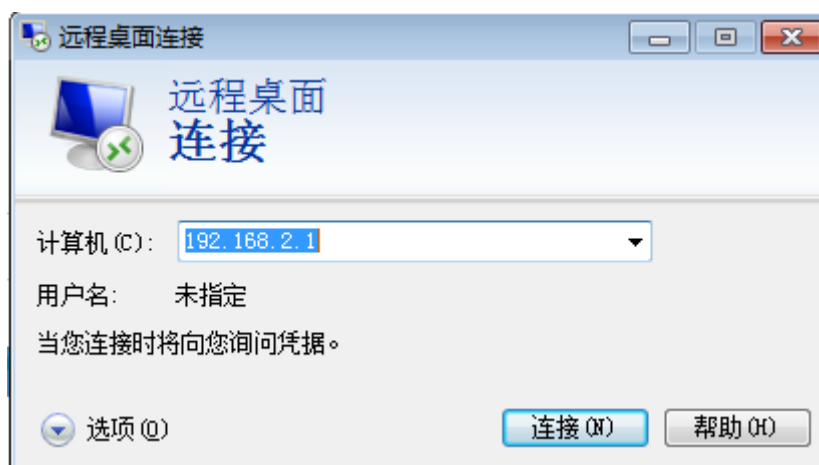 远程桌面连接
远程桌面
连接
计算机(C): 192.168.2.1
用户名: 未指定
当您连接时将向您询问凭据。
选项(O) 连接(N) 帮助(H)